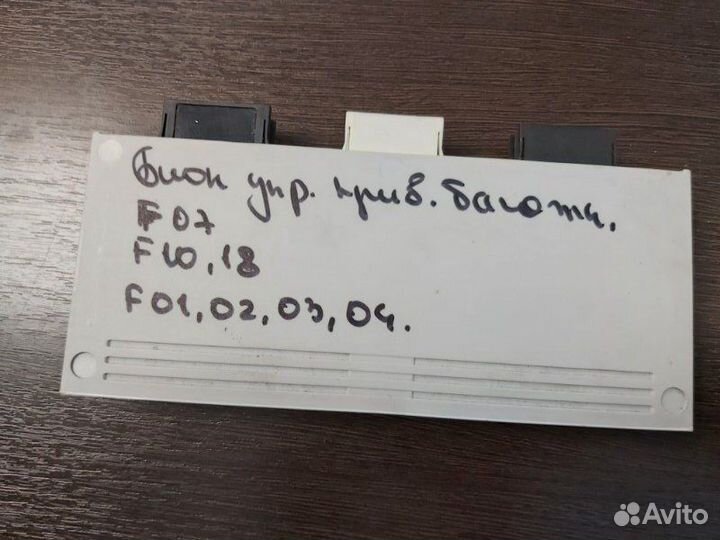 Блок упр. прив. багажн.
F07
F10, 18
F01, 02, 03, 04.
Avito